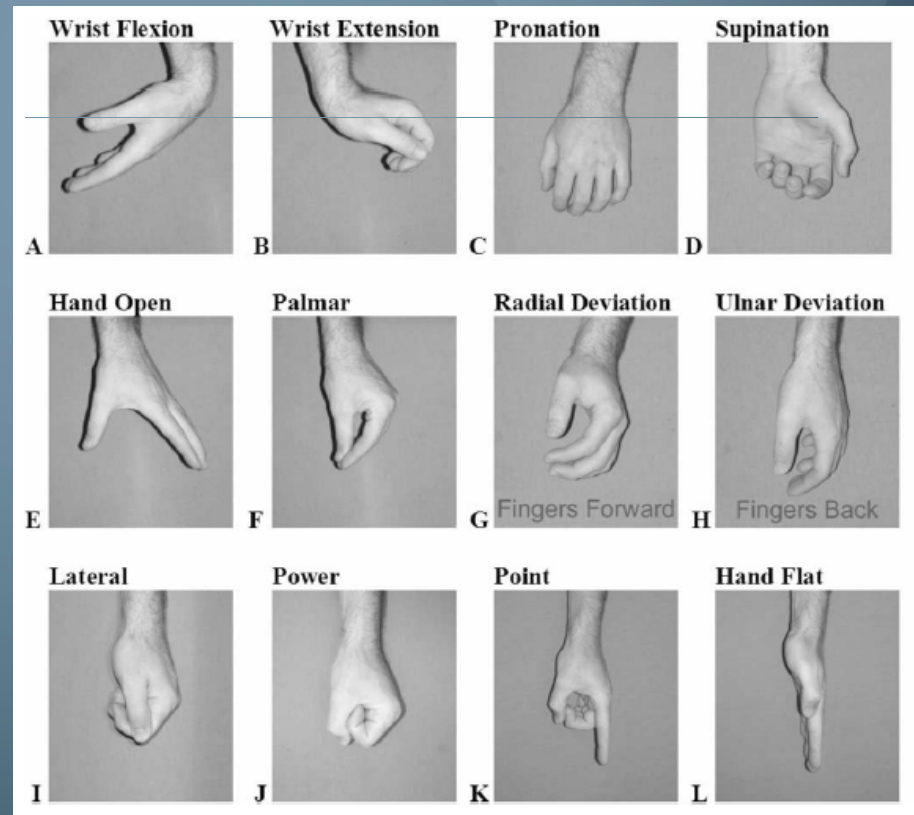 Wrist Flexion Wrist Extension Pronation Supination
A B C D
Hand Open Palmar Radial Deviation Ulnar Deviation
Fingers Forward Fingers Back
E F G H
Lateral Power Point Hand Flat
I J K L